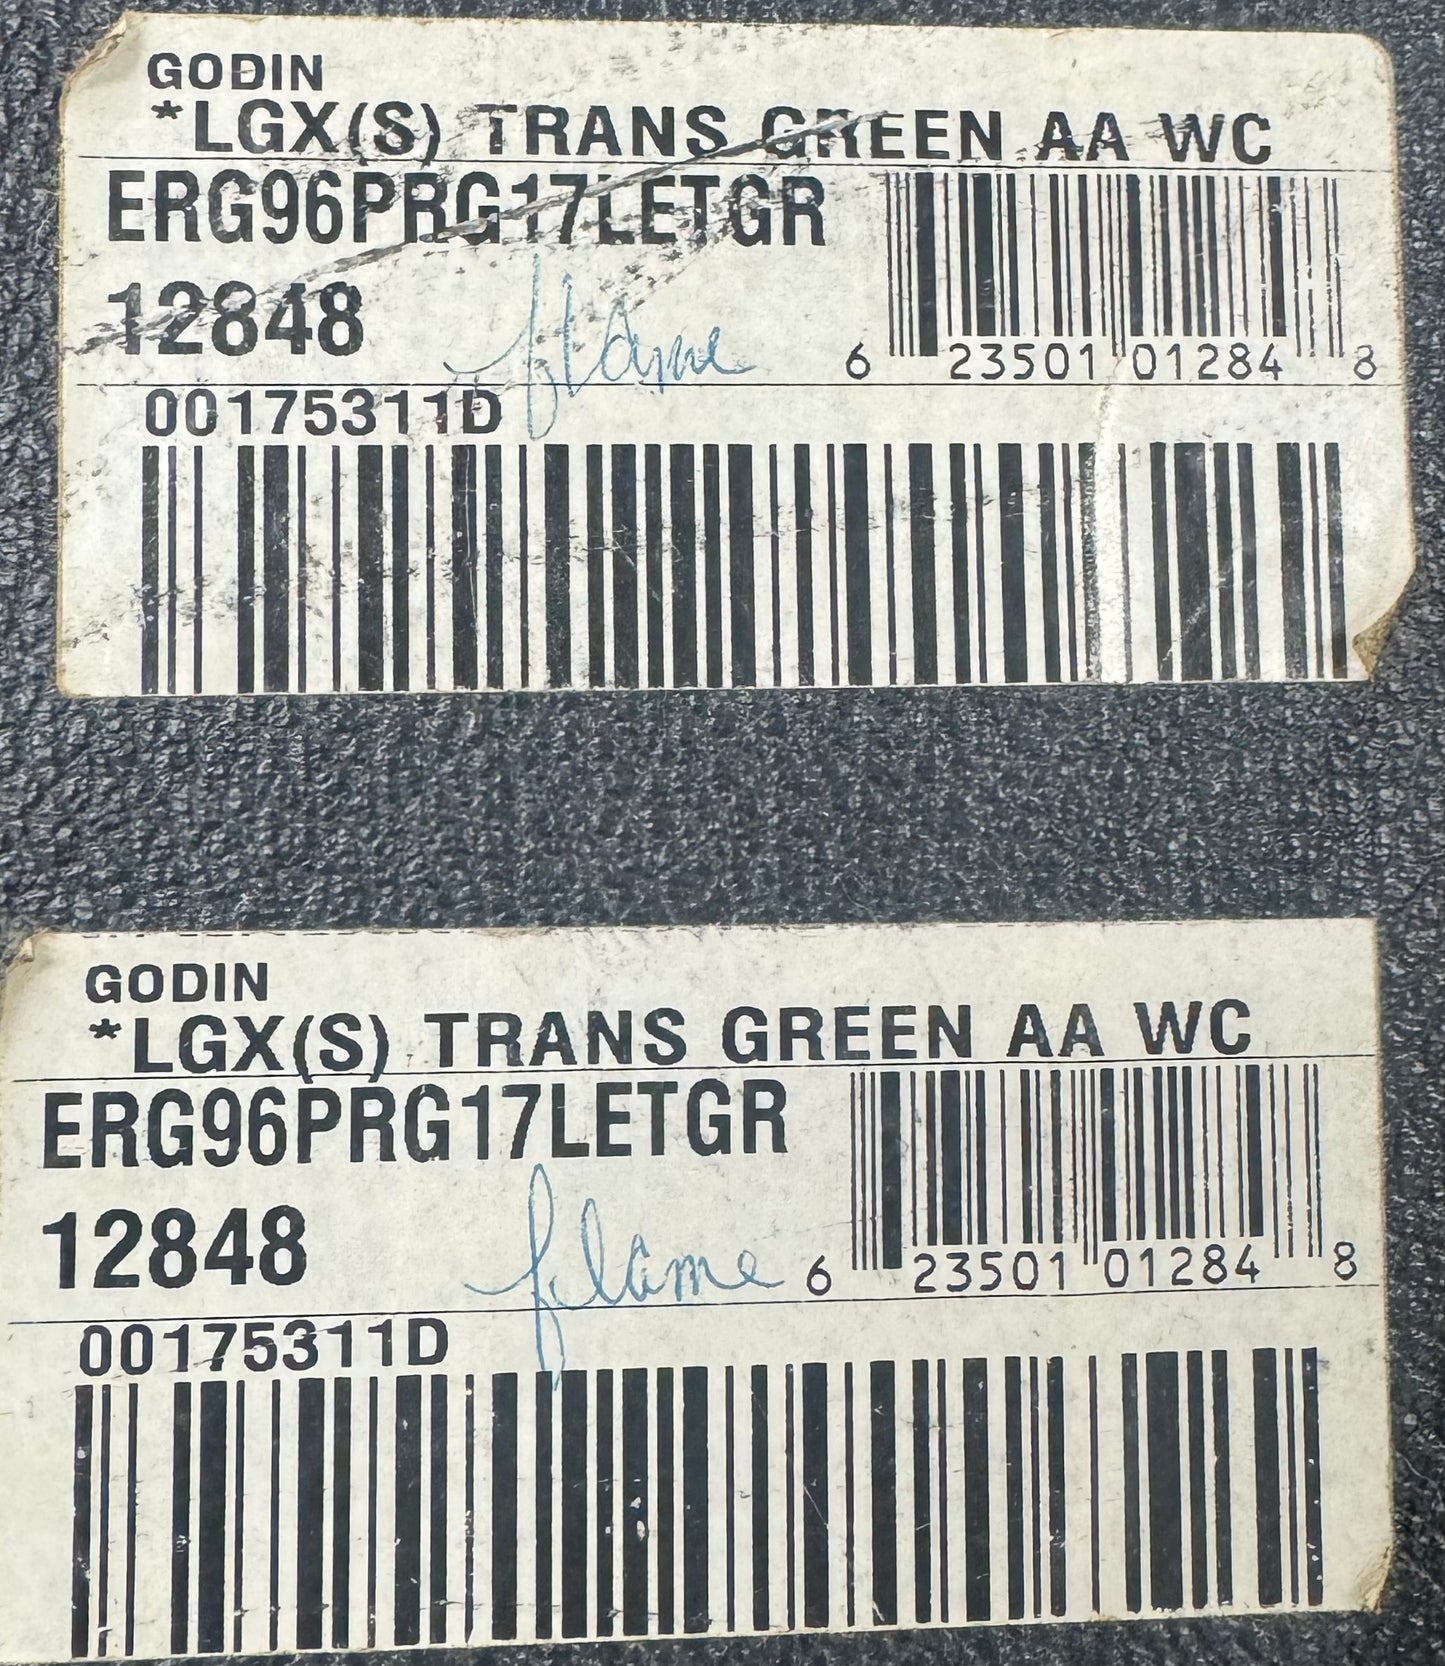 GODIN
*LGX(S) TRANS GREEN AA WC
ERG96PRG17LETGR
12848
flame
6 23501 01284 8
00175311D
GODIN
*LGX(S) TRANS GREEN AA WC
ERG96PRG17LETGR
12848
flame
6 23501 01284 8
00175311D